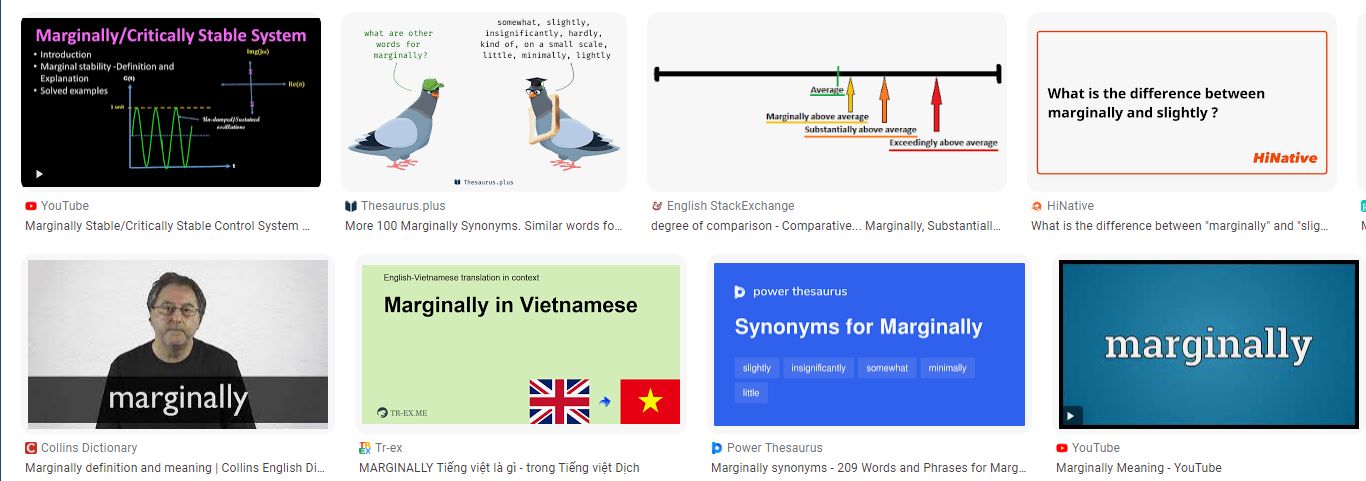 Marginally/Critically Stable System
• Introduction
• Marginal stability -Definition and
Explanation
• Solved examples
C(t)
1 unit
Un-damped/Sustained
oscillations
t
Img(jω)
Re(σ)
YouTube
Marginally Stable/Critically Stable Control System ...
what are other
words for
marginally?
somewhat, slightly,
insignificantly, hardly,
kind of, on a small scale,
little, minimally, lightly
Thesaurus.plus
Thesaurus.plus
More 100 Marginally Synonyms. Similar words fo...
Average
Marginally above average
Substantially above average
Exceedingly above average
English StackExchange
degree of comparison - Comparative... Marginally, Substantiall...
What is the difference between
marginally and slightly ?
HiNative
HiNative
What is the difference between "marginally" and "slig...
marginally
Collins Dictionary
Marginally definition and meaning | Collins English Di...
English-Vietnamese translation in context
Marginally in Vietnamese
TR-EX.ME
TR
EX
Tr-ex
MARGINALLY Tiếng việt là gì - trong Tiếng việt Dịch
power thesaurus
Synonyms for Marginally
slightly insignificantly somewhat minimally
little
Power Thesaurus
Marginally synonyms - 209 Words and Phrases for Marg...
marginally
YouTube
Marginally Meaning - YouTube